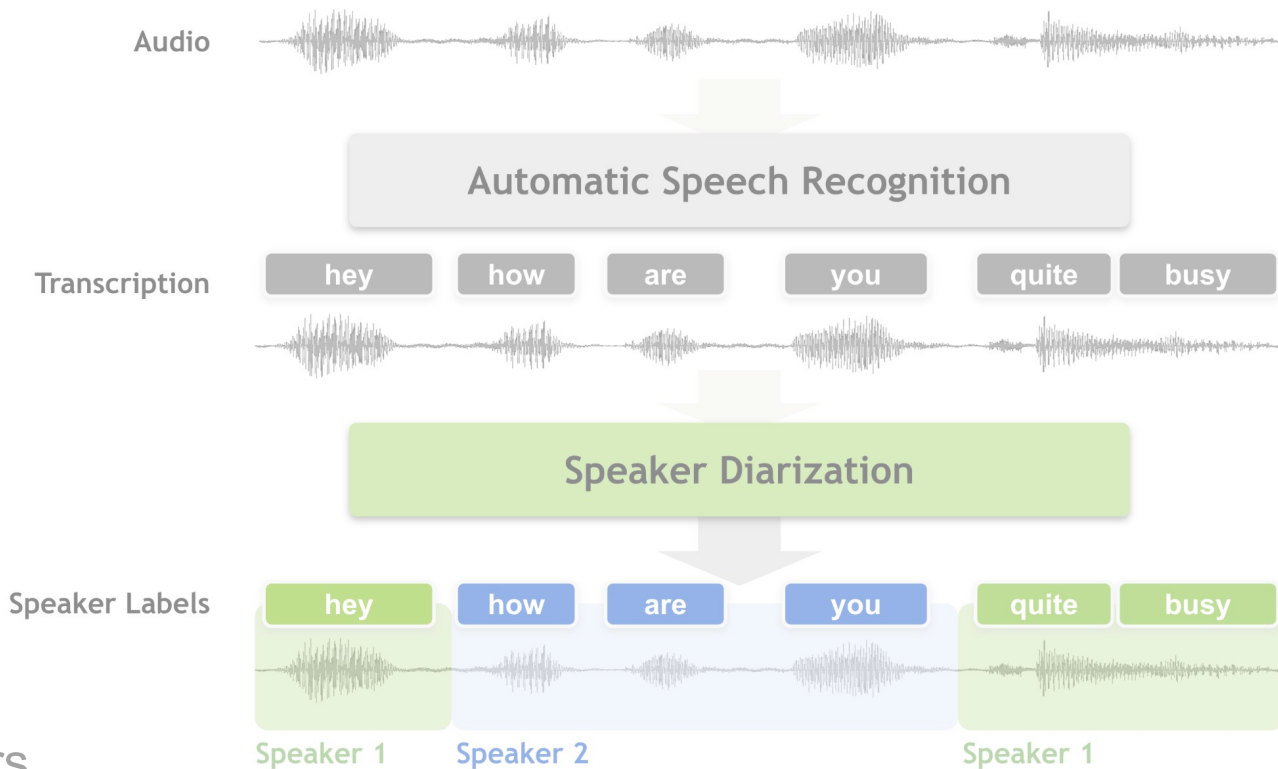 Audio
Automatic Speech Recognition
Transcription hey how are you quite busy
Speaker Diarization
Speaker Labels hey how are you quite busy
Speaker 1 Speaker 2 Speaker 1
rs